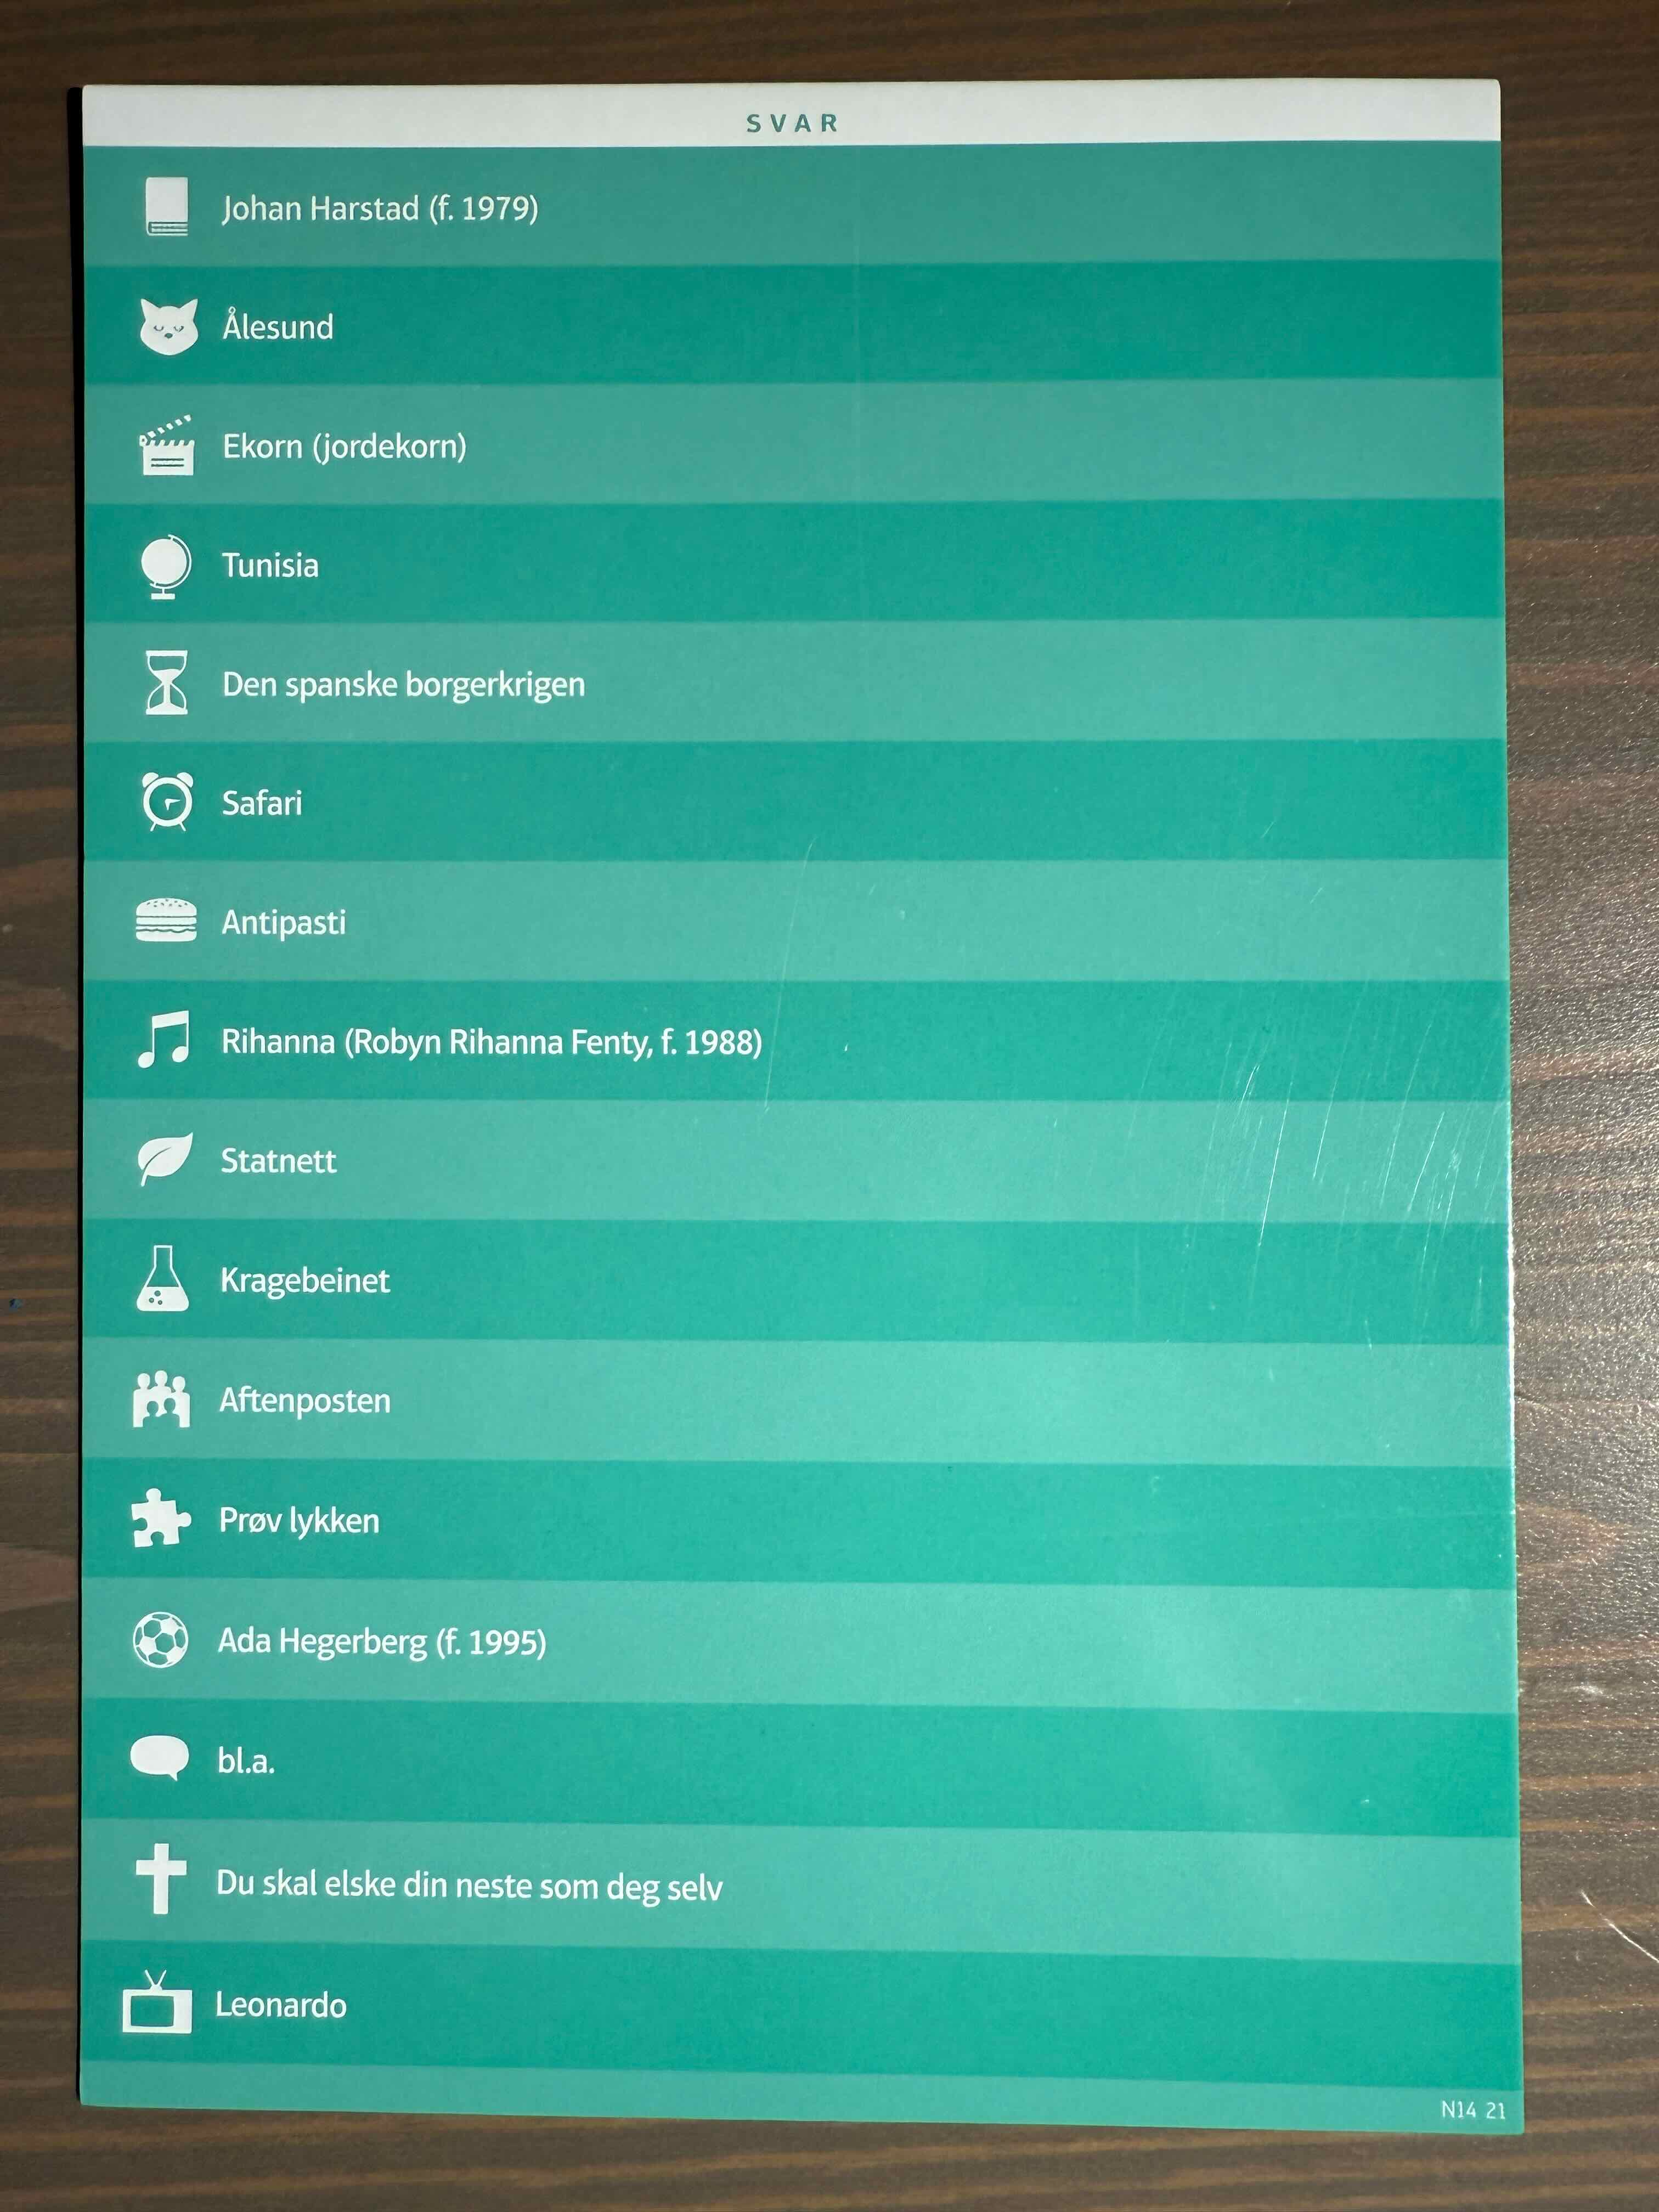 SVAR
Johan Harstad (f. 1979)
Ålesund
Ekorn (jordekorn)
Tunisia
Den spanske borgerkrigen
Safari
Antipasti
Rihanna (Robyn Rihanna Fenty, f. 1988)
Statnett
Kragebeinet
Aftenposten
Prøv lykken
Ada Hegerberg (f. 1995)
bl.a.
Du skal elske din neste som deg selv
Leonardo
N14 21